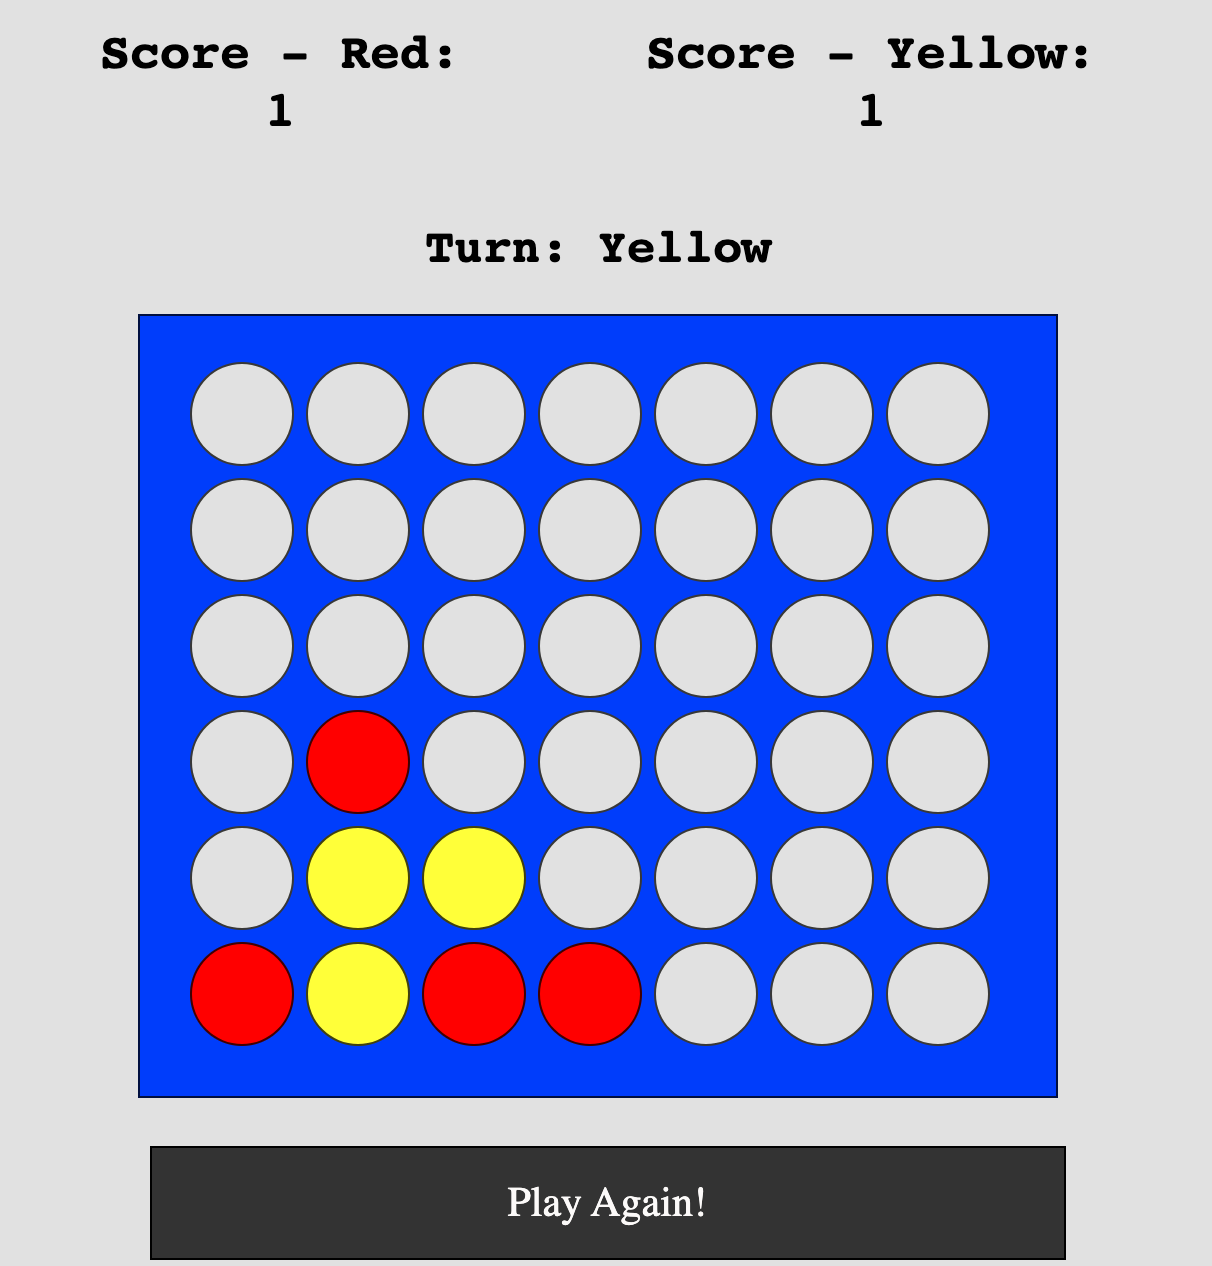 Score - Red:
1
Score - Yellow:
1
Turn: Yellow
Play Again!